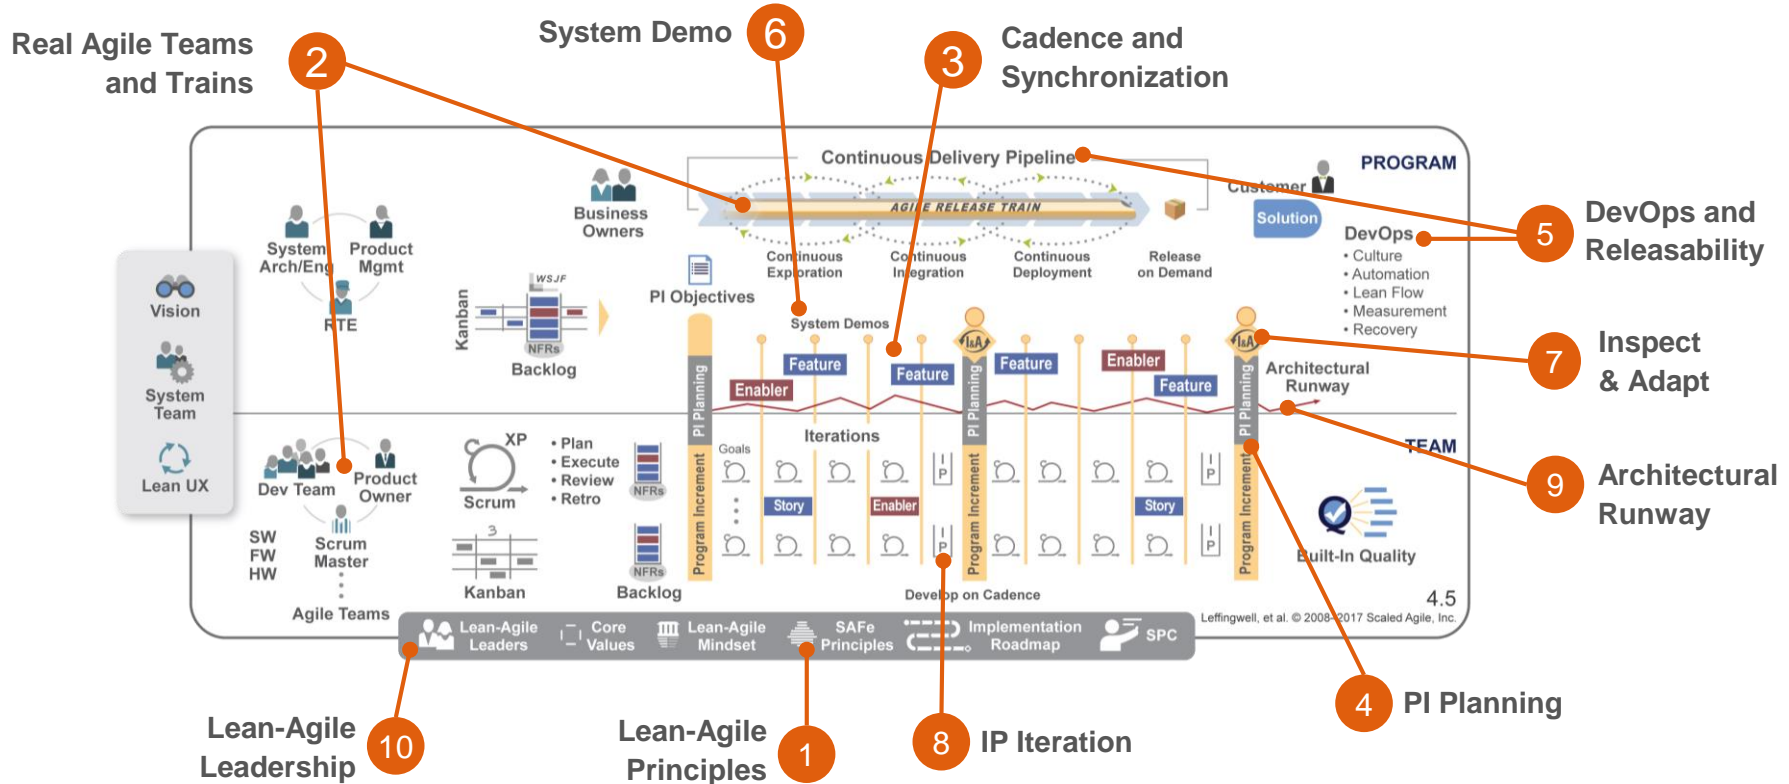 Real Agile Teams
and Trains
2
System Demo
6
3
Cadence and
Synchronization
PROGRAM
Continuous Delivery Pipeline
Customer
Solution
Business
Owners
AGILE RELEASE TRAIN
Continuous
Exploration
Continuous
Integration
Continuous
Deployment
Release
on Demand
DevOps
• Culture
• Automation
• Lean Flow
• Measurement
• Recovery
5
DevOps and
Releasability
System
Arch/Eng
Product
Mgmt
RTE
Vision
System
Team
Lean UX
Kanban
WSJF
NFRs
Backlog
PI Objectives
System Demos
Enabler
Feature
Feature
I&A
Feature
Enabler
Feature
I&A
Architectural
Runway
7
Inspect
& Adapt
PI Planning
PI Planning
PI Planning
TEAM
Dev Team
Product
Owner
Scrum
Master
SW
FW
HW
Agile Teams
XP
Scrum
• Plan
• Execute
• Review
• Retro
3
Kanban
NFRs
NFRs
Backlog
Program Increment
Program Increment
Program Increment
Iterations
Goals
Story
Enabler
Story
I
P
I
P
I
P
I
P
Develop on Cadence
Built-In Quality
9
Architectural
Runway
4.5
Leffingwell, et al. © 2008–2017 Scaled Agile, Inc.
Lean-Agile
Leaders
Core
Values
Lean-Agile
Mindset
SAFe
Principles
Implementation
Roadmap
SPC
Lean-Agile
Leadership
10
Lean-Agile
Principles
1
8
IP Iteration
4
PI Planning